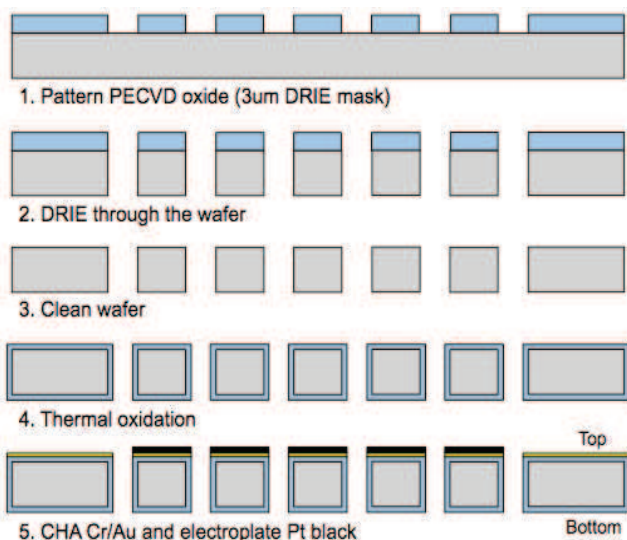 1. Pattern PECVD oxide (3um DRIE mask)
2. DRIE through the wafer
3. Clean wafer
4. Thermal oxidation
Top
5. CHA Cr/Au and electroplate Pt black
Bottom